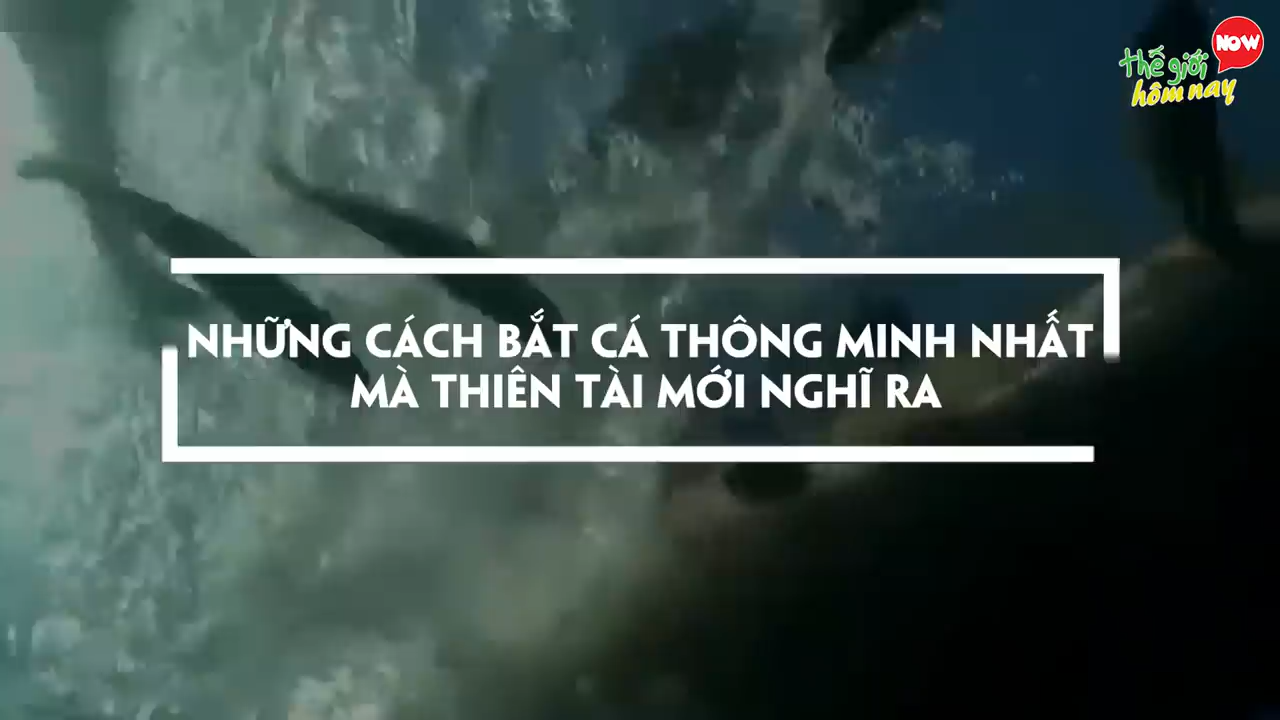 NOW
thế giới
hôm nay
NHỮNG CÁCH BẮT CÁ THÔNG MINH NHẤT
MÀ THIÊN TÀI MỚI NGHĨ RA